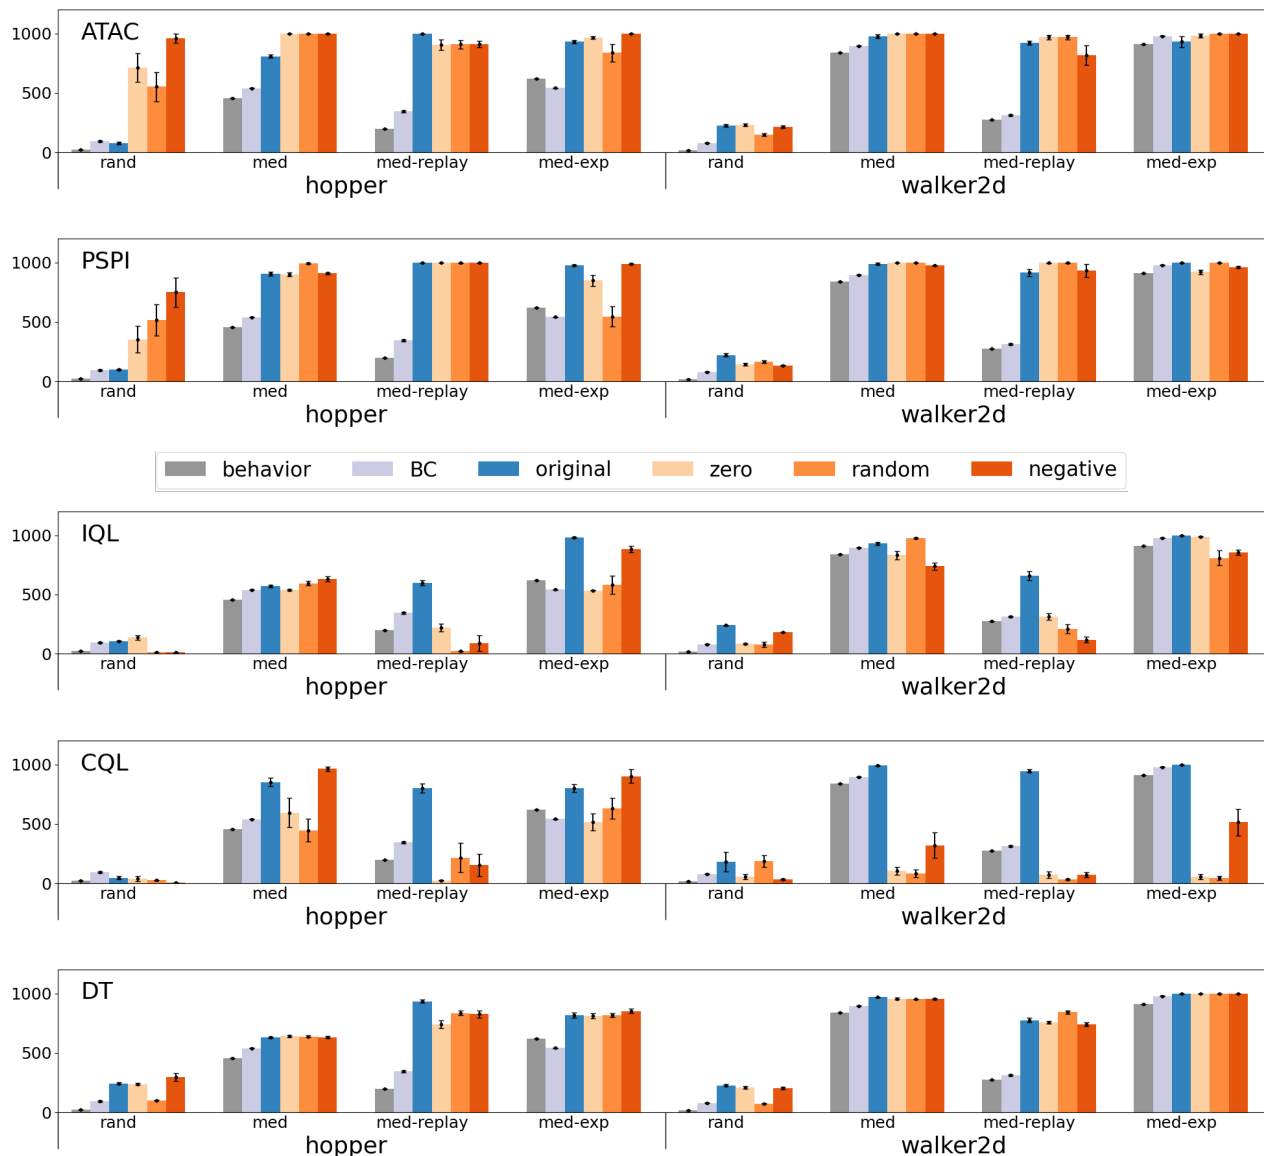 ATAC
1000
500
0
rand med med-replay med-exp rand med med-replay med-exp
hopper walker2d
PSPI
1000
500
0
rand med med-replay med-exp rand med med-replay med-exp
hopper walker2d
behavior BC original zero random negative
IQL
1000
500
0
rand med med-replay med-exp rand med med-replay med-exp
hopper walker2d
CQL
1000
500
0
rand med med-replay med-exp rand med med-replay med-exp
hopper walker2d
DT
1000
500
0
rand med med-replay med-exp rand med med-replay med-exp
hopper walker2d